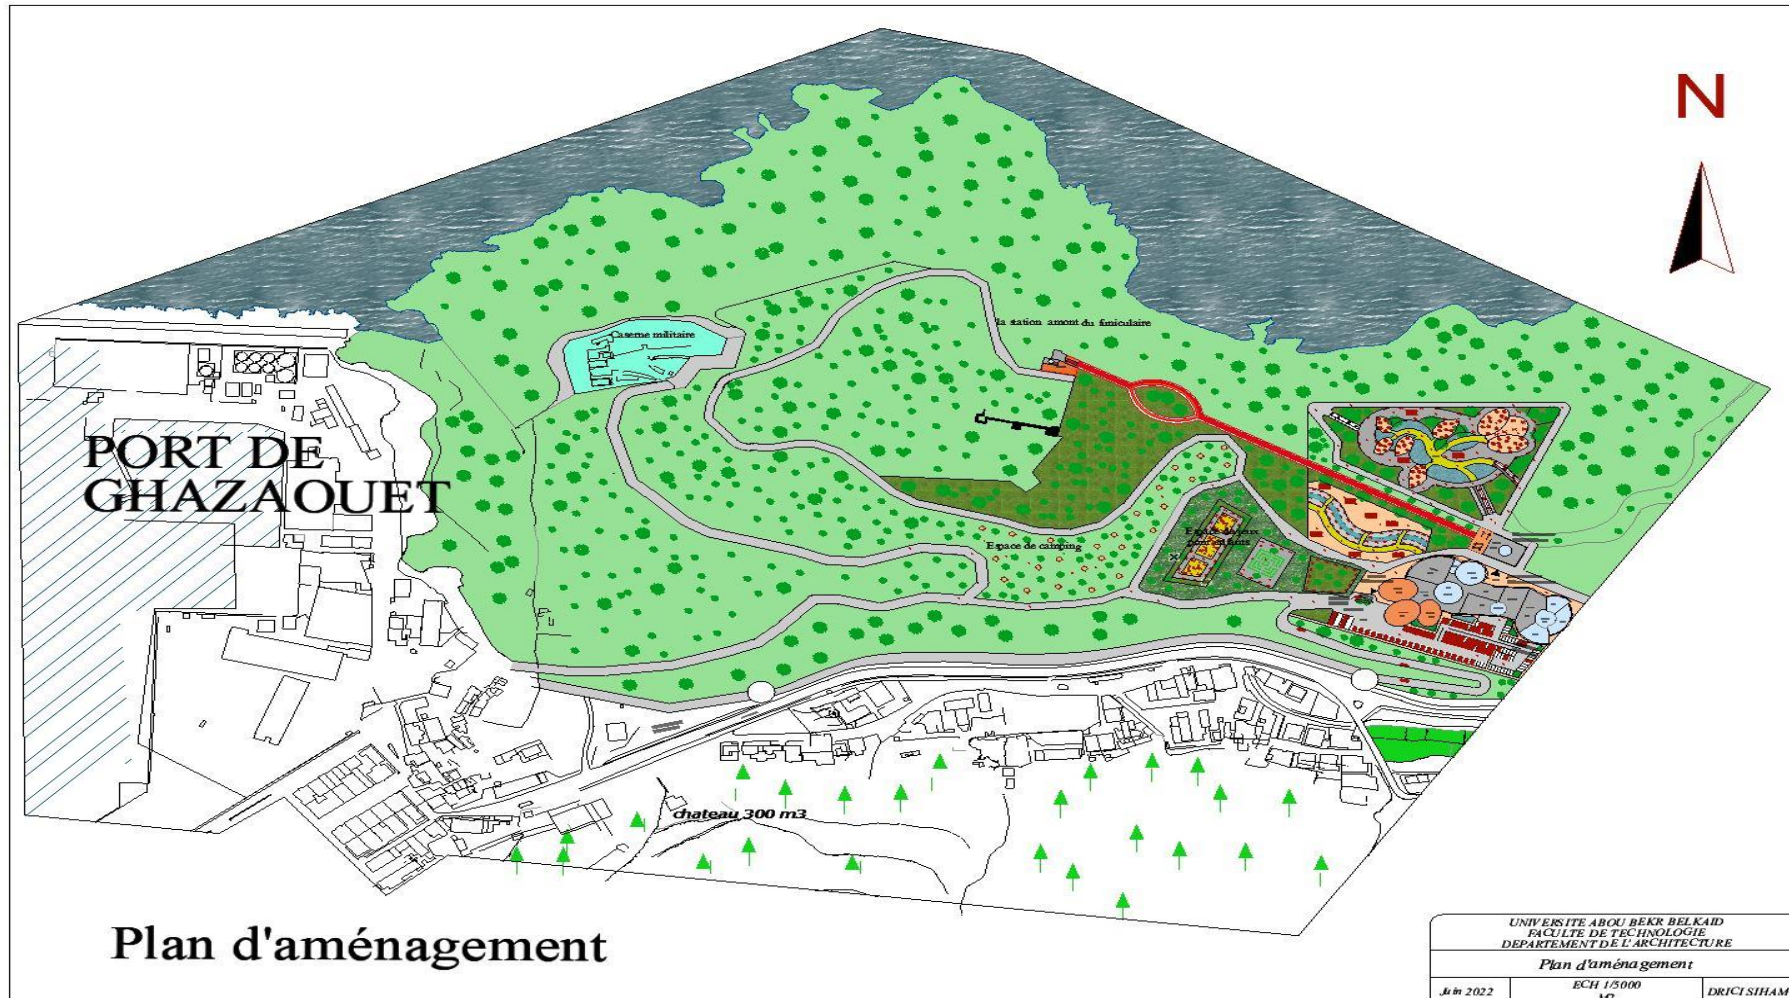 N
la station amont du funiculaire
Caserne militaire
PORT DE
GHAZAOUET
Espace de camping
chateau 300 m3
Plan d'aménagement
UNIVERSITE ABOU BEKR BELKAID
FACULTE DE TECHNOLOGIE
DEPARTEMENT DE L'ARCHITECTURE
Plan d'aménagement
Juin 2022
ECH 1/5000
DRICI SIHAM